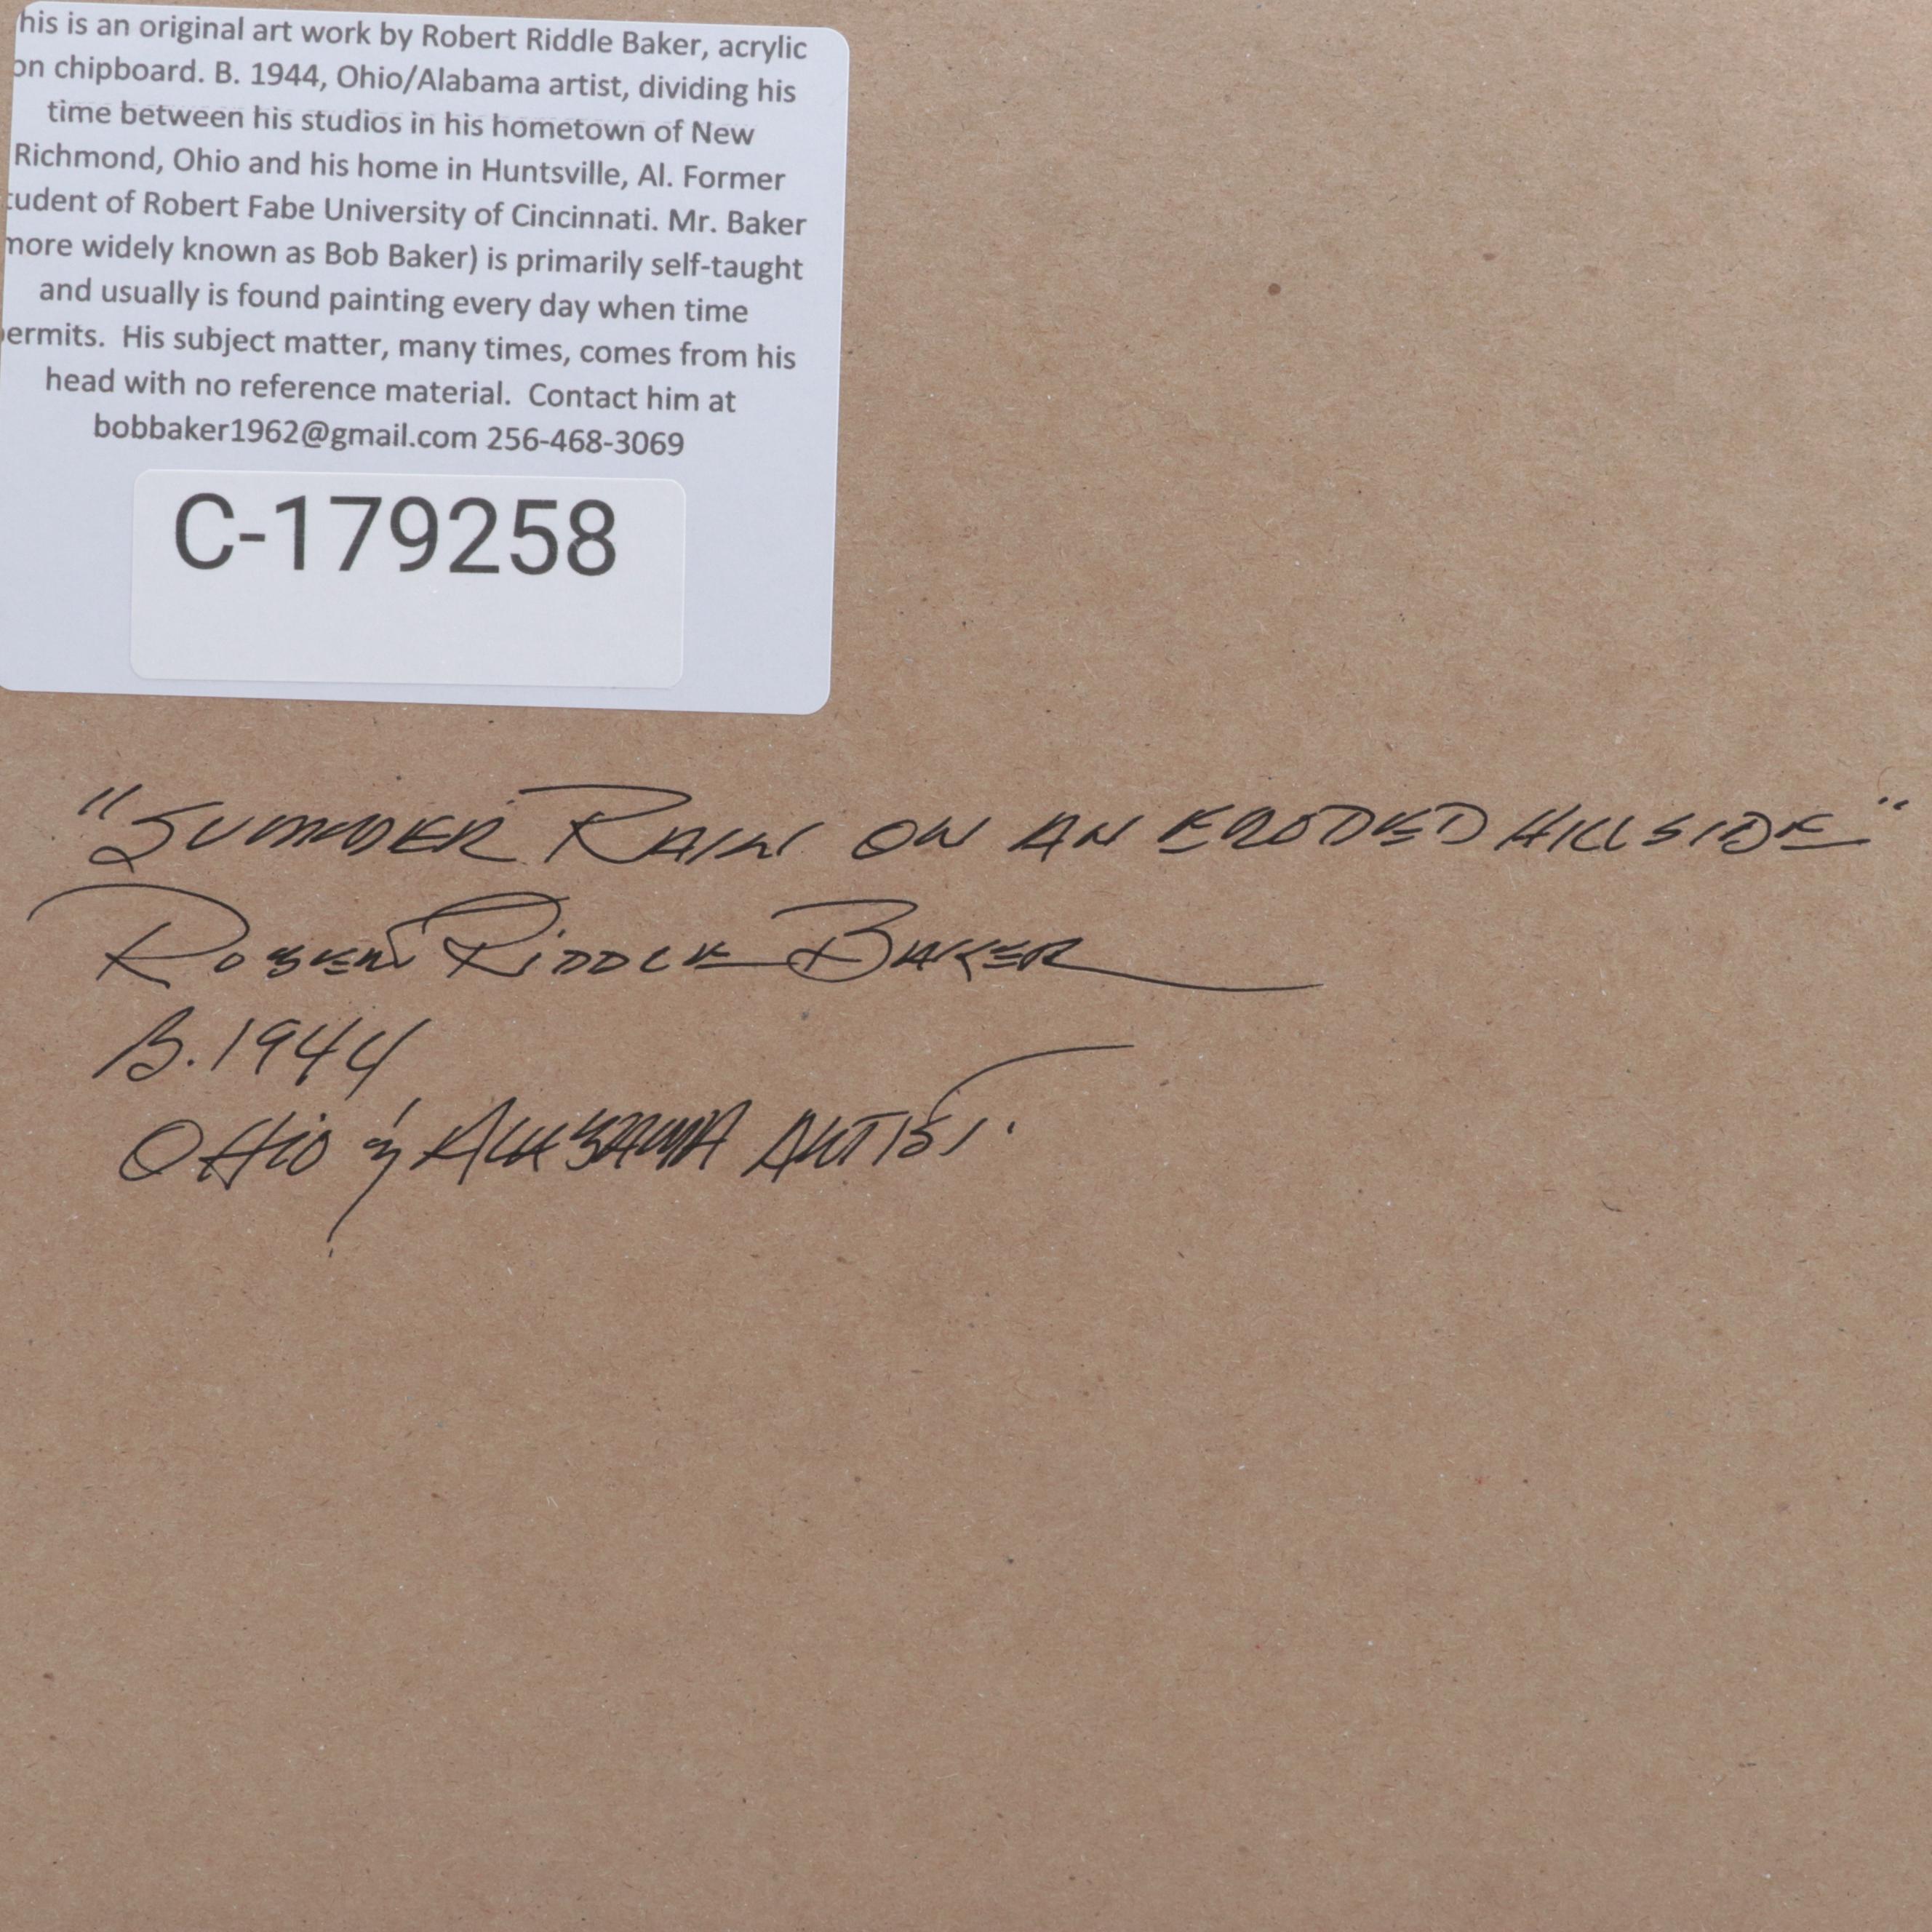 his is an original art work by Robert Riddle Baker, acrylic
on chipboard. B. 1944, Ohio/Alabama artist, dividing his
time between his studios in his hometown of New
Richmond, Ohio and his home in Huntsville, Al. Former
tudent of Robert Fabe University of Cincinnati. Mr. Baker
more widely known as Bob Baker) is primarily self-taught
and usually is found painting every day when time
permits. His subject matter, many times, comes from his
head with no reference material. Contact him at
bobbaker1962@gmail.com 256-468-3069
C-179258
"SUMMER RAIN ON AN ERODED HILLSIDE"
ROBERT RIDDLE BAKER
B. 1944
OHIO & ALABAMA ARTIST.